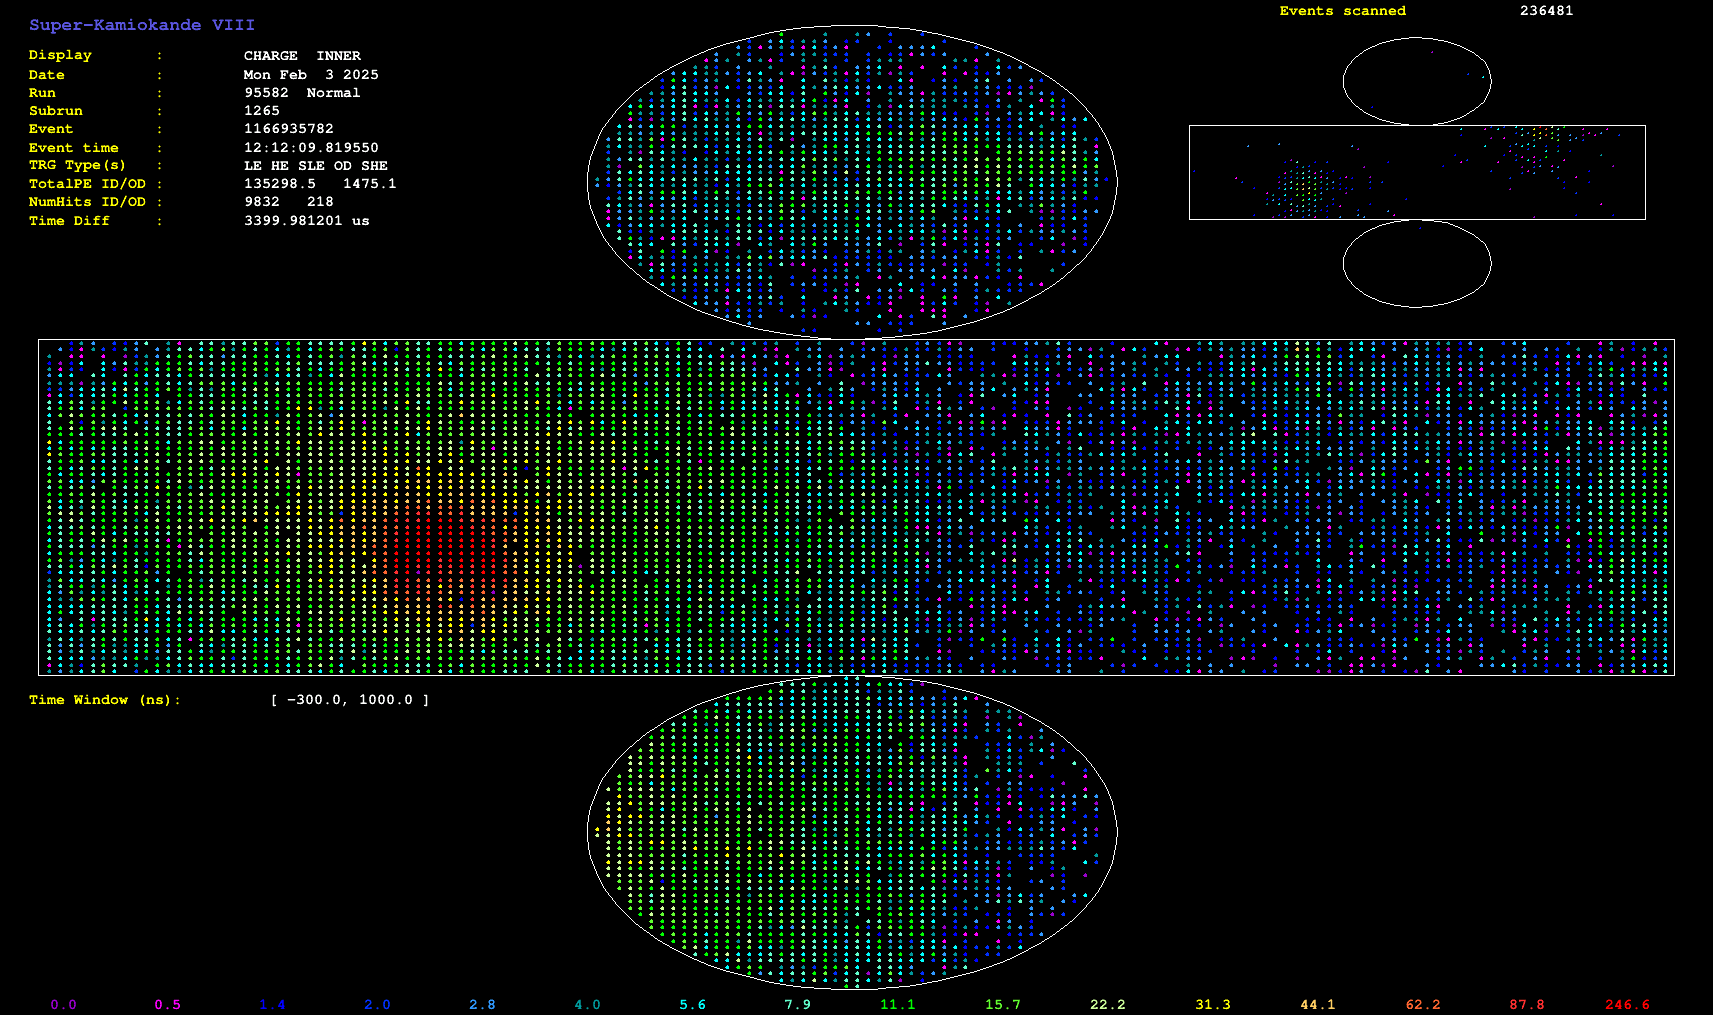 Super-Kamiokande VIII
Events scanned 236481
Display : CHARGE INNER
Date : Mon Feb 3 2025
Run : 95582 Normal
Subrun : 1265
Event : 1166935782
Event time : 12:12:09.819550
TRG Type(s) : LE HE SLE OD SHE
TotalPE ID/OD : 135298.5 1475.1
NumHits ID/OD : 9832 218
Time Diff : 3399.981201 us
Time Window (ns): [ -300.0, 1000.0 ]
0.0 0.5 1.4 2.0 2.8 4.0 5.6 7.9 11.1 15.7 22.2 31.3 44.1 62.2 87.8 246.6